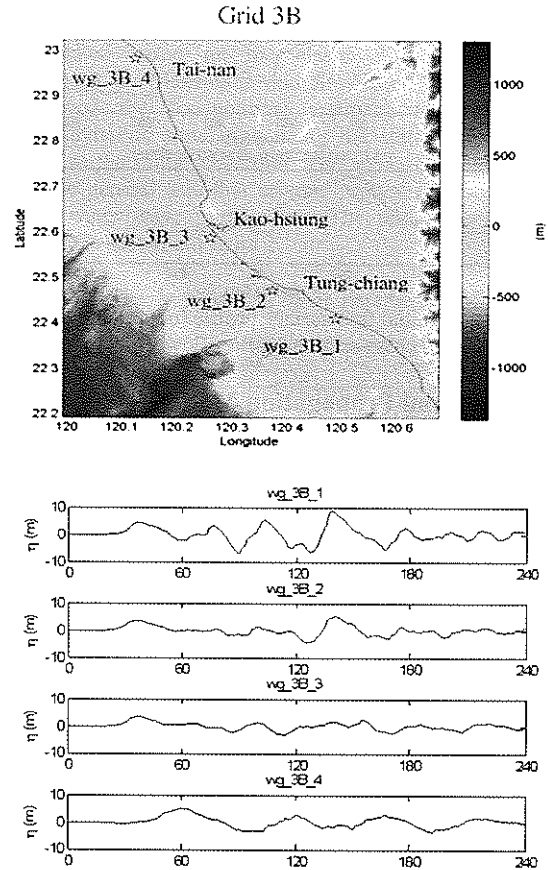 Grid 3B
23
22.9
22.8
22.7
22.6
22.5
22.4
22.3
22.2
Latitude
120
120.1
120.2
120.3
120.4
120.5
120.6
Longitude
wg_3B_4
Tai-nan
Kao-hsiung
wg_3B_3
Tung-chiang
wg_3B_2
wg_3B_1
1000
500
0
-500
-1000
(m)
wg_3B_1
10
0
-10
η (m)
0 60 120 180 240
wg_3B_2
10
0
-10
η (m)
0 60 120 180 240
wg_3B_3
10
0
-10
η (m)
0 60 120 180 240
wg_3B_4
10
0
-10
η (m)
0 60 120 180 240